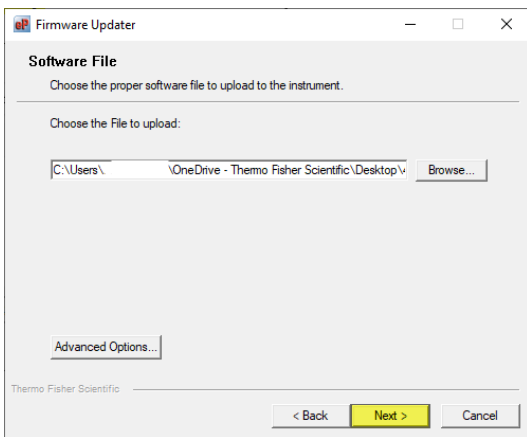 eP Firmware Updater
Software File
Choose the proper software file to upload to the instrument.
Choose the File to upload:
C:\Users\. \OneDrive - Thermo Fisher Scientific\Desktop\ Browse...
Advanced Options...
Thermo Fisher Scientific
< Back Next > Cancel